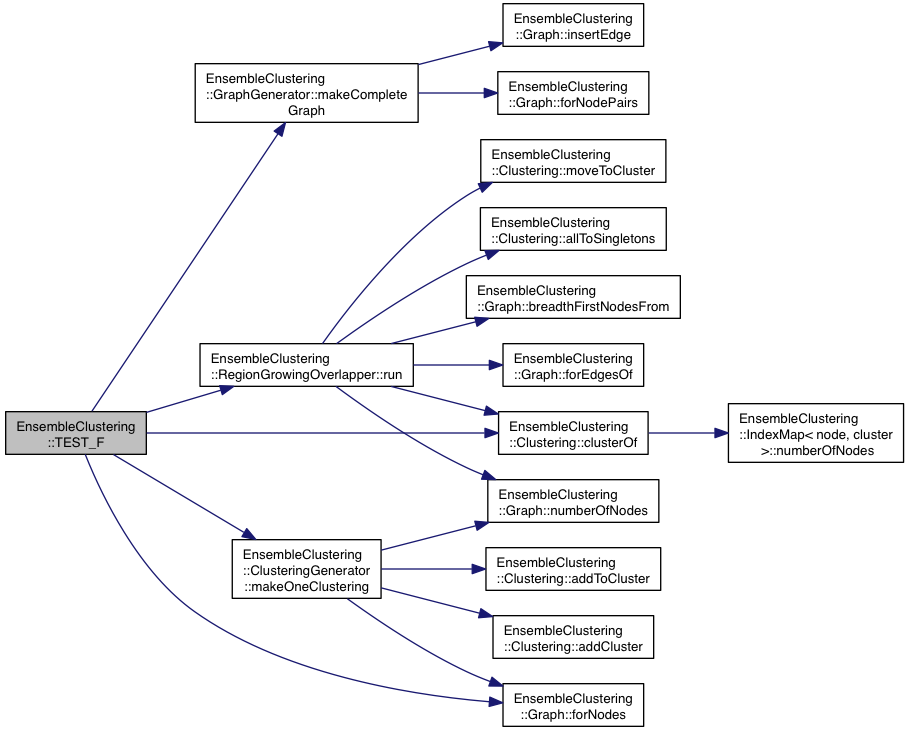 EnsembleClustering
::Graph::insertEdge
EnsembleClustering
::GraphGenerator::makeComplete
Graph
EnsembleClustering
::Graph::forNodePairs
EnsembleClustering
::Clustering::moveToCluster
EnsembleClustering
::Clustering::allToSingletons
EnsembleClustering
::Graph::breadthFirstNodesFrom
EnsembleClustering
::RegionGrowingOverlapper::run
EnsembleClustering
::Graph::forEdgesOf
EnsembleClustering
::TEST_F
EnsembleClustering
::Clustering::clusterOf
EnsembleClustering
::IndexMap< node, cluster
>::numberOfNodes
EnsembleClustering
::Graph::numberOfNodes
EnsembleClustering
::ClusteringGenerator
::makeOneClustering
EnsembleClustering
::Clustering::addToCluster
EnsembleClustering
::Clustering::addCluster
EnsembleClustering
::Graph::forNodes